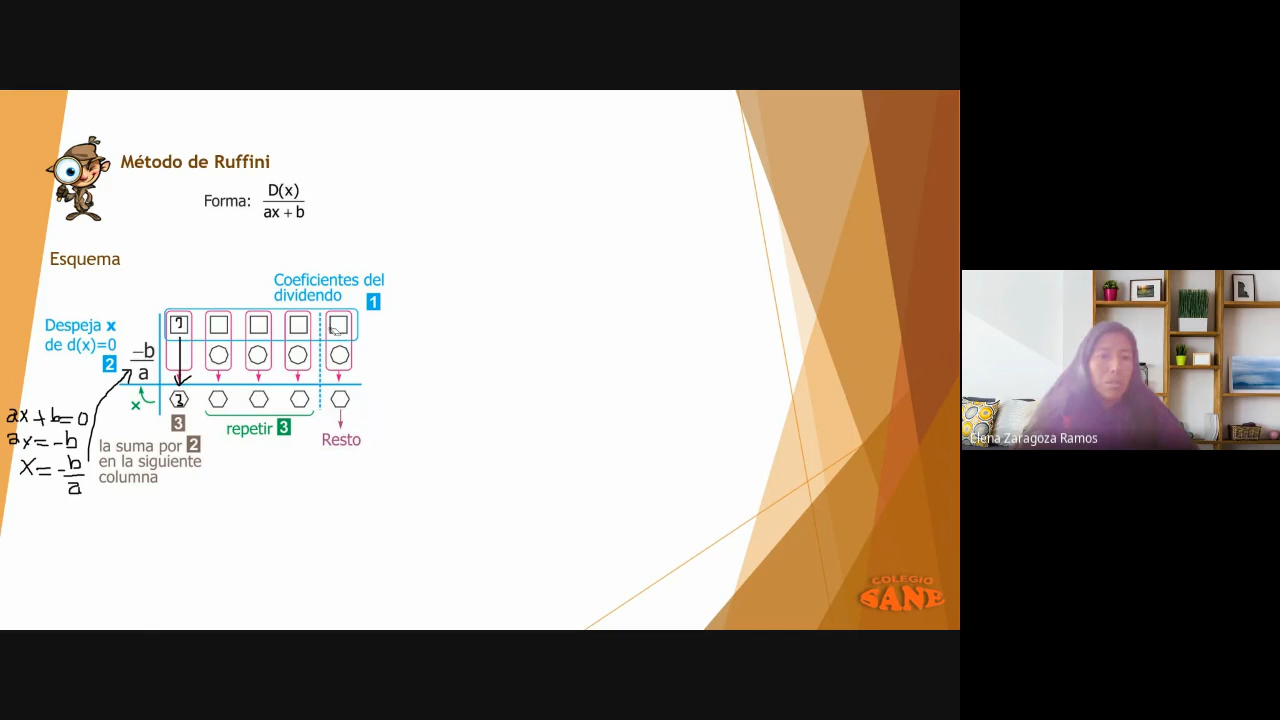 Método de Ruffini
Forma: D(x)
ax + b
Esquema
Coeficientes del
dividendo 1
Despeja x
de d(x)=0
2
-b
a
x
3
ax+b=0
ax=-b
x=-b
a
la suma por 2
en la siguiente
columna
repetir 3
Resto
Elena Zaragoza Ramos
COLEGIO
SANE